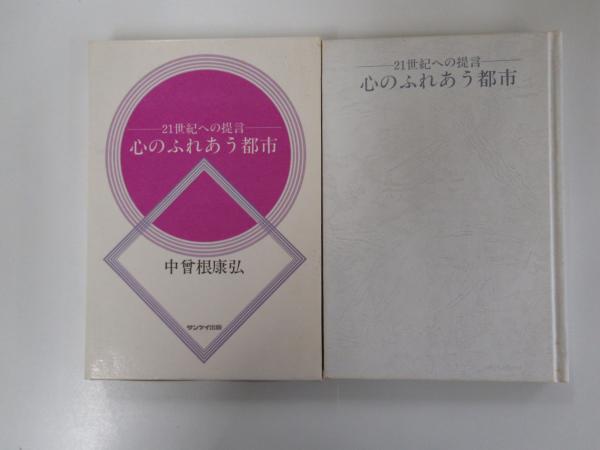 21世紀への提言
心のふれあう都市
中曾根康弘
サンケイ出版
21世紀への提言
心のふれあう都市